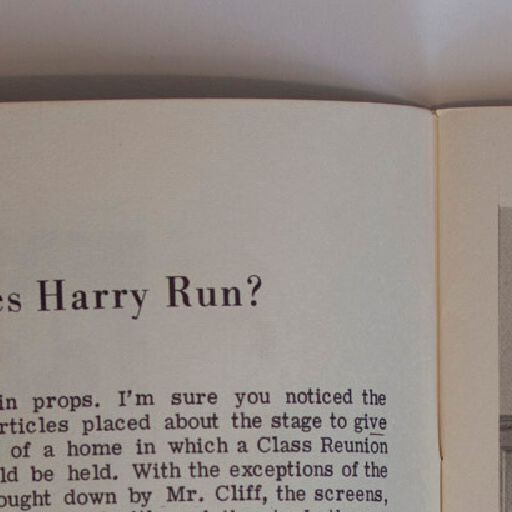 es Harry Run?
in props. I'm sure you noticed the
rticles placed about the stage to give
of a home in which a Class Reunion
ld be held. With the exceptions of the
ought down by Mr. Cliff, the screens,